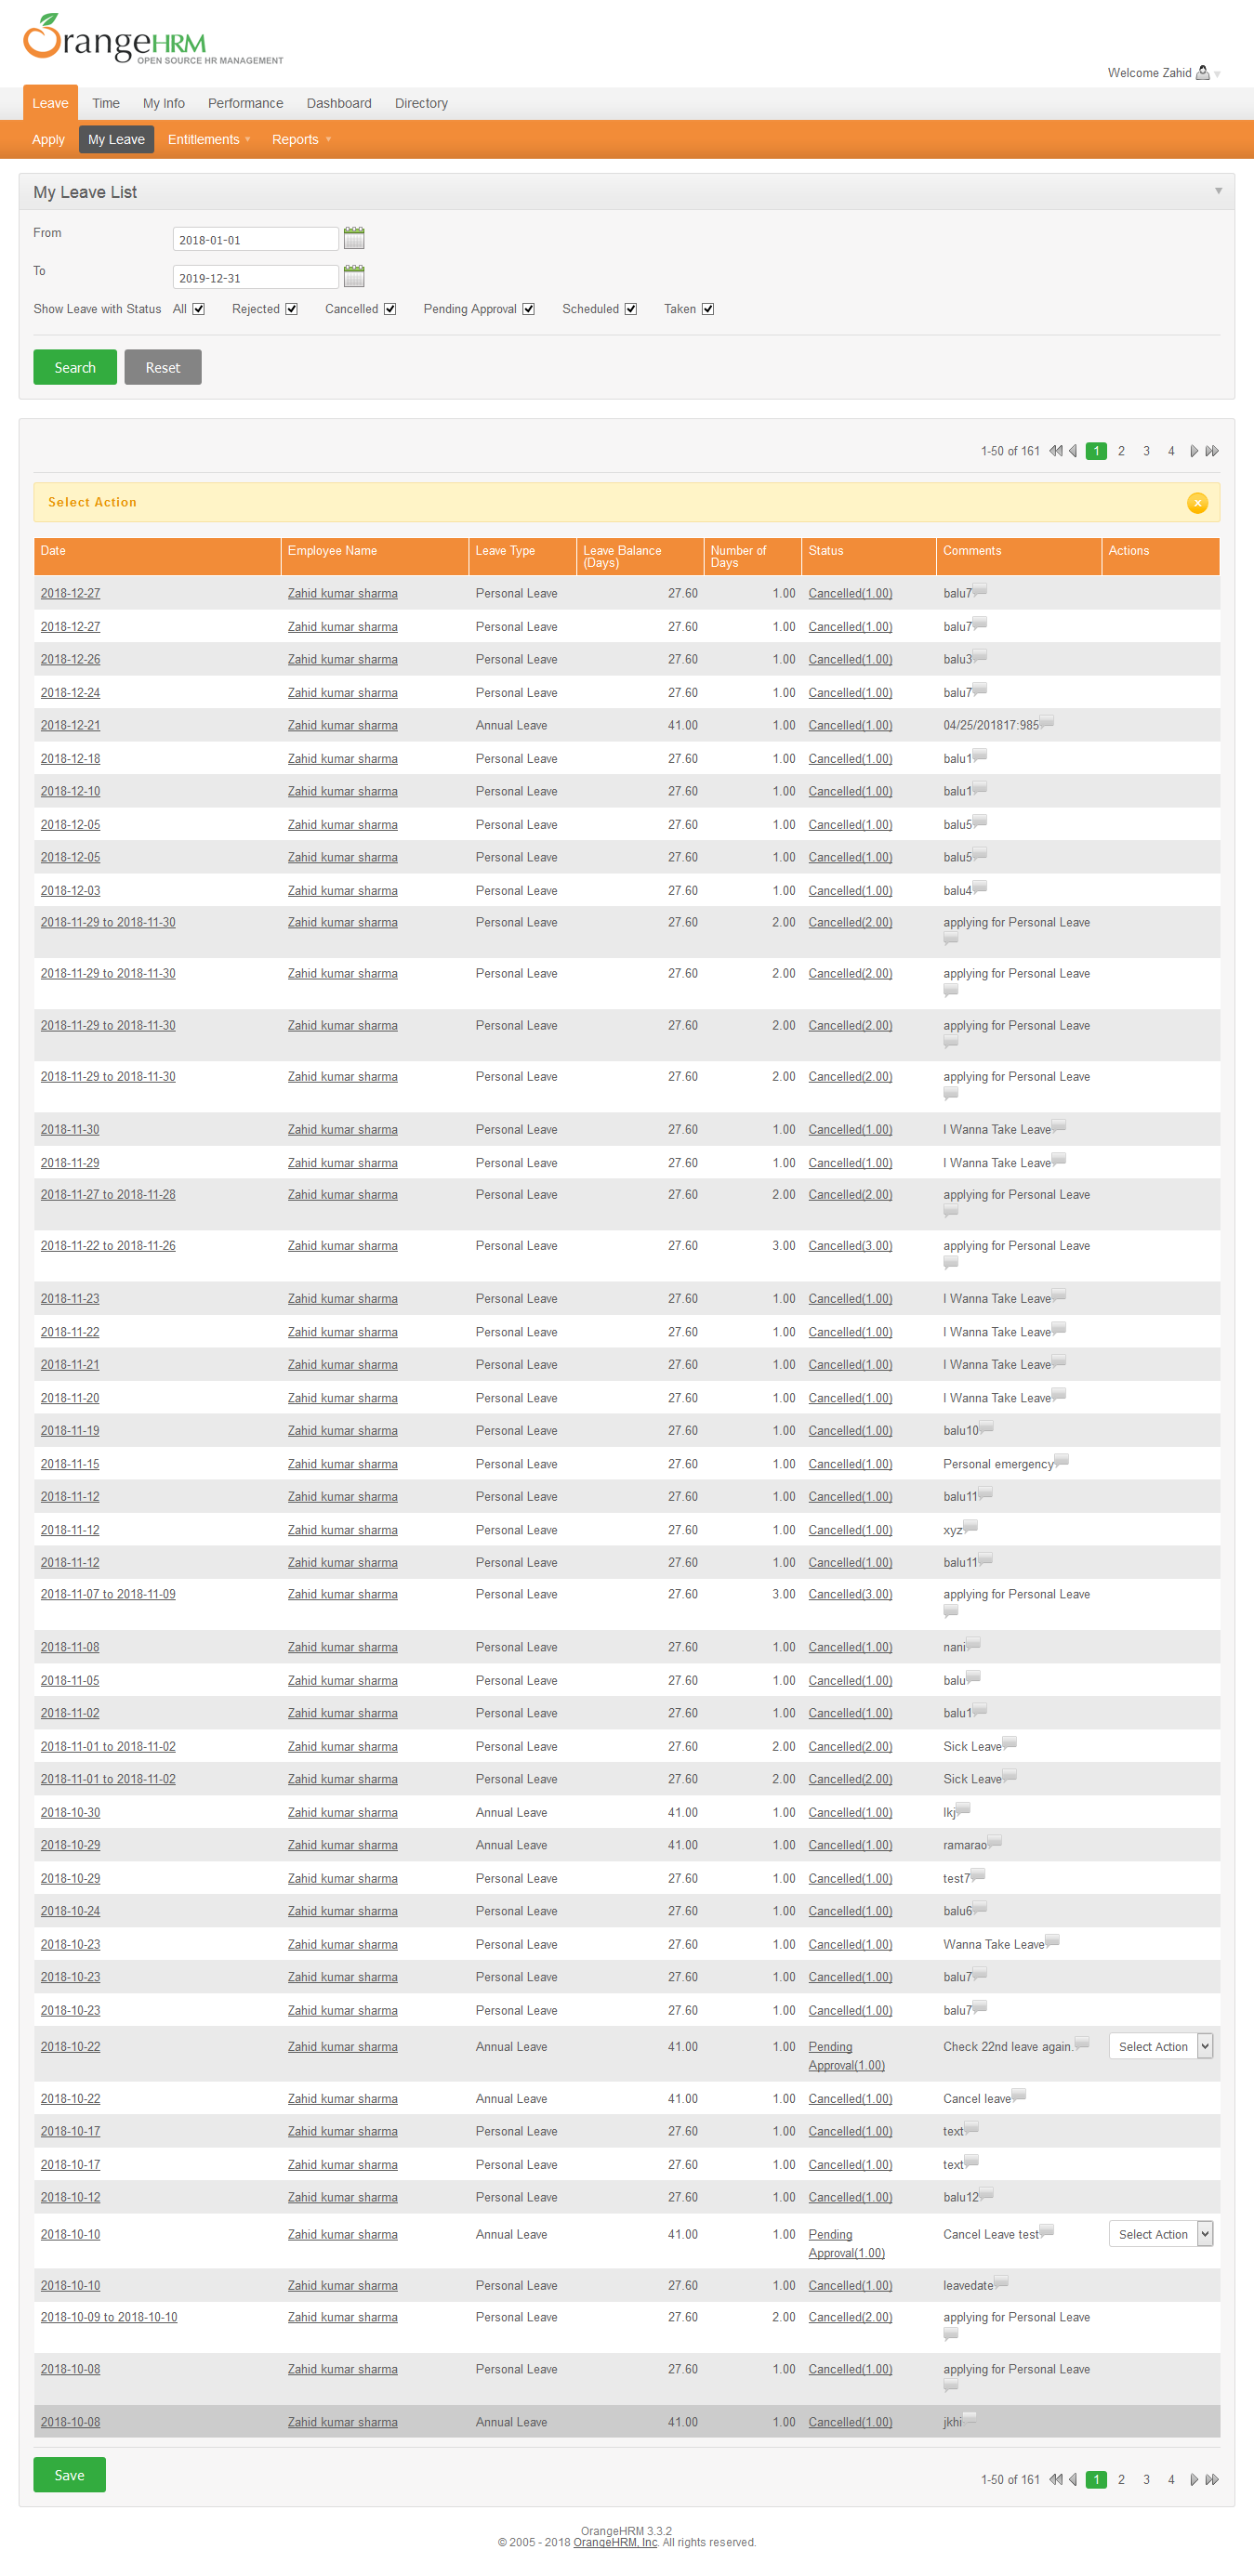 OrangeHRM
OPEN SOURCE HR MANAGEMENT
Welcome Zahid
Leave Time My Info Performance Dashboard Directory
Apply My Leave Entitlements Reports
My Leave List
From 2018-01-01
To 2019-12-31
Show Leave with Status All Rejected Cancelled Pending Approval Scheduled Taken
Search Reset
1-50 of 161 1 2 3 4
Select Action
Date Employee Name Leave Type Leave Balance (Days) Number of Days Status Comments Actions
2018-12-27 Zahid kumar sharma Personal Leave 27.60 1.00 Cancelled(1.00) balu7
2018-12-27 Zahid kumar sharma Personal Leave 27.60 1.00 Cancelled(1.00) balu7
2018-12-26 Zahid kumar sharma Personal Leave 27.60 1.00 Cancelled(1.00) balu3
2018-12-24 Zahid kumar sharma Personal Leave 27.60 1.00 Cancelled(1.00) balu7
2018-12-21 Zahid kumar sharma Annual Leave 41.00 1.00 Cancelled(1.00) 04/25/201817:985
2018-12-18 Zahid kumar sharma Personal Leave 27.60 1.00 Cancelled(1.00) balu1
2018-12-10 Zahid kumar sharma Personal Leave 27.60 1.00 Cancelled(1.00) balu1
2018-12-05 Zahid kumar sharma Personal Leave 27.60 1.00 Cancelled(1.00) balu5
2018-12-05 Zahid kumar sharma Personal Leave 27.60 1.00 Cancelled(1.00) balu5
2018-12-03 Zahid kumar sharma Personal Leave 27.60 1.00 Cancelled(1.00) balu4
2018-11-29 to 2018-11-30 Zahid kumar sharma Personal Leave 27.60 2.00 Cancelled(2.00) applying for Personal Leave
2018-11-29 to 2018-11-30 Zahid kumar sharma Personal Leave 27.60 2.00 Cancelled(2.00) applying for Personal Leave
2018-11-29 to 2018-11-30 Zahid kumar sharma Personal Leave 27.60 2.00 Cancelled(2.00) applying for Personal Leave
2018-11-29 to 2018-11-30 Zahid kumar sharma Personal Leave 27.60 2.00 Cancelled(2.00) applying for Personal Leave
2018-11-30 Zahid kumar sharma Personal Leave 27.60 1.00 Cancelled(1.00) I Wanna Take Leave
2018-11-29 Zahid kumar sharma Personal Leave 27.60 1.00 Cancelled(1.00) I Wanna Take Leave
2018-11-27 to 2018-11-28 Zahid kumar sharma Personal Leave 27.60 2.00 Cancelled(2.00) applying for Personal Leave
2018-11-22 to 2018-11-26 Zahid kumar sharma Personal Leave 27.60 3.00 Cancelled(3.00) applying for Personal Leave
2018-11-23 Zahid kumar sharma Personal Leave 27.60 1.00 Cancelled(1.00) I Wanna Take Leave
2018-11-22 Zahid kumar sharma Personal Leave 27.60 1.00 Cancelled(1.00) I Wanna Take Leave
2018-11-21 Zahid kumar sharma Personal Leave 27.60 1.00 Cancelled(1.00) I Wanna Take Leave
2018-11-20 Zahid kumar sharma Personal Leave 27.60 1.00 Cancelled(1.00) I Wanna Take Leave
2018-11-19 Zahid kumar sharma Personal Leave 27.60 1.00 Cancelled(1.00) balu10
2018-11-15 Zahid kumar sharma Personal Leave 27.60 1.00 Cancelled(1.00) Personal emergency
2018-11-12 Zahid kumar sharma Personal Leave 27.60 1.00 Cancelled(1.00) balu11
2018-11-12 Zahid kumar sharma Personal Leave 27.60 1.00 Cancelled(1.00) xyz
2018-11-12 Zahid kumar sharma Personal Leave 27.60 1.00 Cancelled(1.00) balu11
2018-11-07 to 2018-11-09 Zahid kumar sharma Personal Leave 27.60 3.00 Cancelled(3.00) applying for Personal Leave
2018-11-08 Zahid kumar sharma Personal Leave 27.60 1.00 Cancelled(1.00) nani
2018-11-05 Zahid kumar sharma Personal Leave 27.60 1.00 Cancelled(1.00) balu
2018-11-02 Zahid kumar sharma Personal Leave 27.60 1.00 Cancelled(1.00) balu1
2018-11-01 to 2018-11-02 Zahid kumar sharma Personal Leave 27.60 2.00 Cancelled(2.00) Sick Leave
2018-11-01 to 2018-11-02 Zahid kumar sharma Personal Leave 27.60 2.00 Cancelled(2.00) Sick Leave
2018-10-30 Zahid kumar sharma Annual Leave 41.00 1.00 Cancelled(1.00) lkj
2018-10-29 Zahid kumar sharma Annual Leave 41.00 1.00 Cancelled(1.00) ramarao
2018-10-29 Zahid kumar sharma Personal Leave 27.60 1.00 Cancelled(1.00) test7
2018-10-24 Zahid kumar sharma Personal Leave 27.60 1.00 Cancelled(1.00) balu6
2018-10-23 Zahid kumar sharma Personal Leave 27.60 1.00 Cancelled(1.00) Wanna Take Leave
2018-10-23 Zahid kumar sharma Personal Leave 27.60 1.00 Cancelled(1.00) balu7
2018-10-23 Zahid kumar sharma Personal Leave 27.60 1.00 Cancelled(1.00) balu7
2018-10-22 Zahid kumar sharma Annual Leave 41.00 1.00 Pending Approval(1.00) Check 22nd leave again. Select Action
2018-10-22 Zahid kumar sharma Annual Leave 41.00 1.00 Cancelled(1.00) Cancel leave
2018-10-17 Zahid kumar sharma Personal Leave 27.60 1.00 Cancelled(1.00) text
2018-10-17 Zahid kumar sharma Personal Leave 27.60 1.00 Cancelled(1.00) text
2018-10-12 Zahid kumar sharma Personal Leave 27.60 1.00 Cancelled(1.00) balu12
2018-10-10 Zahid kumar sharma Annual Leave 41.00 1.00 Pending Approval(1.00) Cancel Leave test Select Action
2018-10-10 Zahid kumar sharma Personal Leave 27.60 1.00 Cancelled(1.00) leavedate
2018-10-09 to 2018-10-10 Zahid kumar sharma Personal Leave 27.60 2.00 Cancelled(2.00) applying for Personal Leave
2018-10-08 Zahid kumar sharma Personal Leave 27.60 1.00 Cancelled(1.00) applying for Personal Leave
2018-10-08 Zahid kumar sharma Annual Leave 41.00 1.00 Cancelled(1.00) jkhi
Save 1-50 of 161 1 2 3 4
OrangeHRM 3.3.2
© 2005 - 2018 OrangeHRM, Inc. All rights reserved.